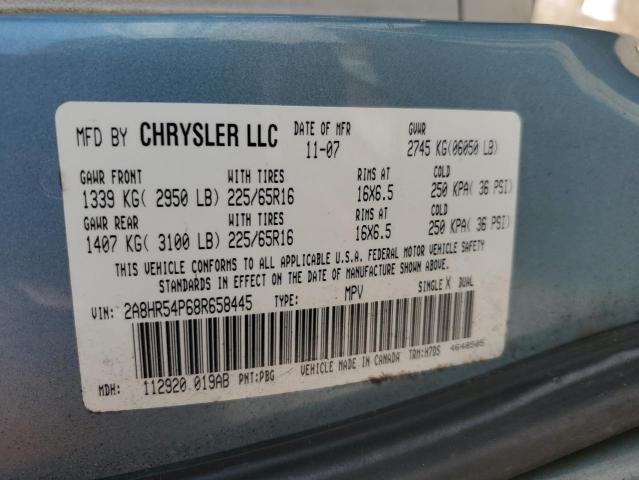 MFD BY CHRYSLER LLC DATE OF MFR 11-07 GVWR 2745 KG(06050 LB)
GAWR FRONT WITH TIRES RIMS AT COLD
1339 KG( 2950 LB) 225/65R16 16X6.5 250 KPA( 36 PSI)
GAWR REAR WITH TIRES RIMS AT COLD
1407 KG( 3100 LB) 225/65R16 16X6.5 250 KPA( 36 PSI)
THIS VEHICLE CONFORMS TO ALL APPLICABLE U.S.A. FEDERAL MOTOR VEHICLE SAFETY
STANDARDS IN EFFECT ON THE DATE OF MANUFACTURE SHOWN ABOVE.
VIN: 2A8HR54P68R658445 TYPE: MPV SINGLE X DUAL
MDH: 112920 019AB PNT:PBG VEHICLE MADE IN CANADA TRM:H7DS 4648505